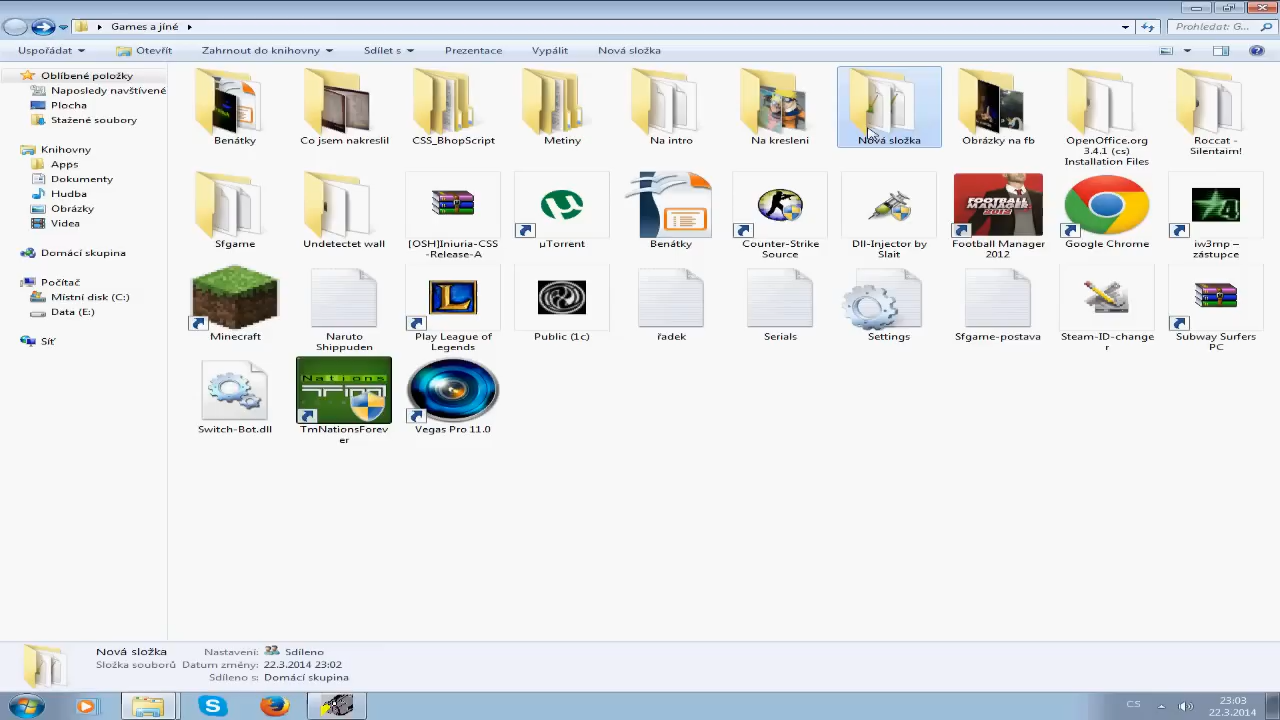 Games a jíné
Prohledat: G...
Uspořádat
Otevřít
Zahrnout do knihovny
Sdílet s
Prezentace
Vypálit
Nová složka
Oblíbené položky
Naposledy navštívené
Plocha
Stažené soubory
Knihovny
Apps
Dokumenty
Hudba
Obrázky
Videa
Domácí skupina
Počítač
Místní disk (C:)
Data (E:)
Síť
Benátky
Co jsem nakreslil
CSS_BhopScript
Metiny
Na intro
Na kreslení
Nová složka
Obrázky na fb
OpenOffice.org
3.4.1 (cs)
Installation Files
Roccat -
Silentaim!
Sfgame
Undetectet wall
[OSH]Iniuria-CSS
-Release-A
µTorrent
Benátky
Counter-Strike
Source
Dll-Injector by
Slait
Football Manager
2012
Google Chrome
iw3mp –
zástupce
Minecraft
Naruto
Shippuden
Play League of
Legends
Public (1c)
řadek
Serials
Settings
Sfgame-postava
Steam-ID-change
r
Subway Surfers
PC
Switch-Bot.dll
TmNationsForev
er
Vegas Pro 11.0
Nová složka
Nastavení: Sdíleno
Složka souborů Datum změny: 22.3.2014 23:02
Sdíleno s: Domácí skupina
CS
23:03
22.3.2014